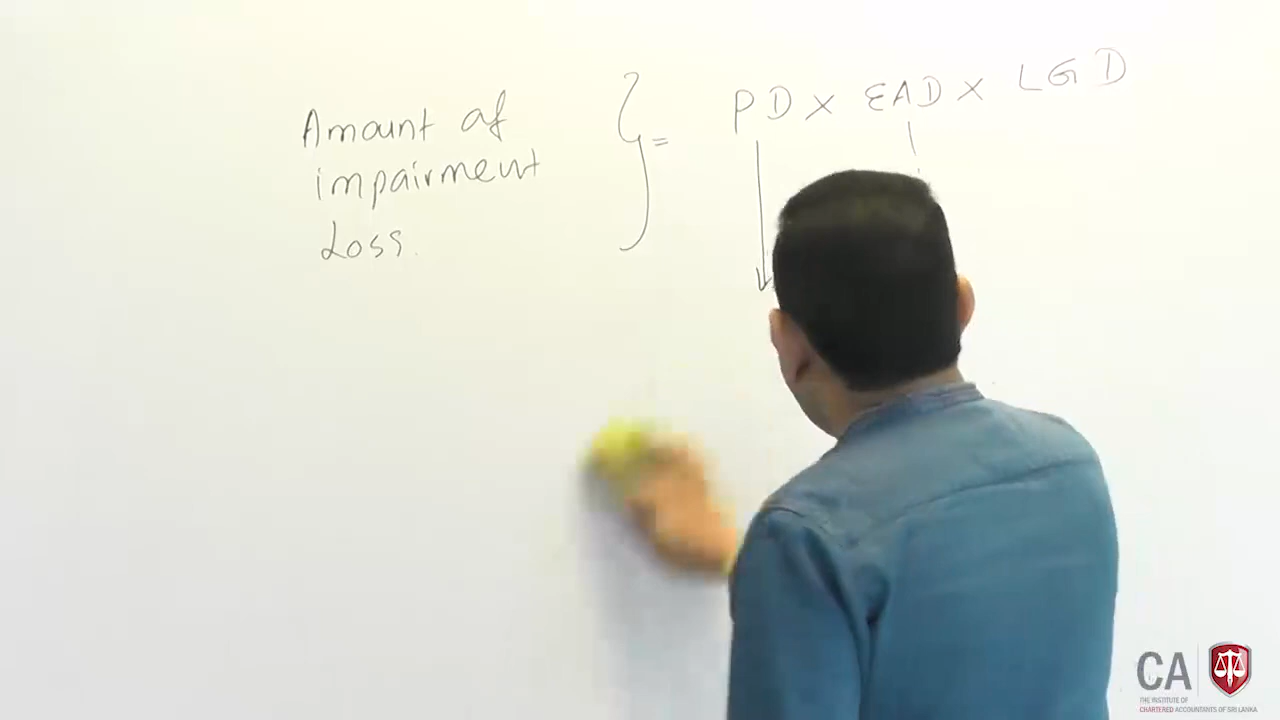 Amount of
impairment
Loss.
} = PD x EAD x LGD
CA
THE INSTITUTE OF
CHARTERED ACCOUNTANTS OF SRI LANKA